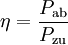 η = P_ab / P_zu